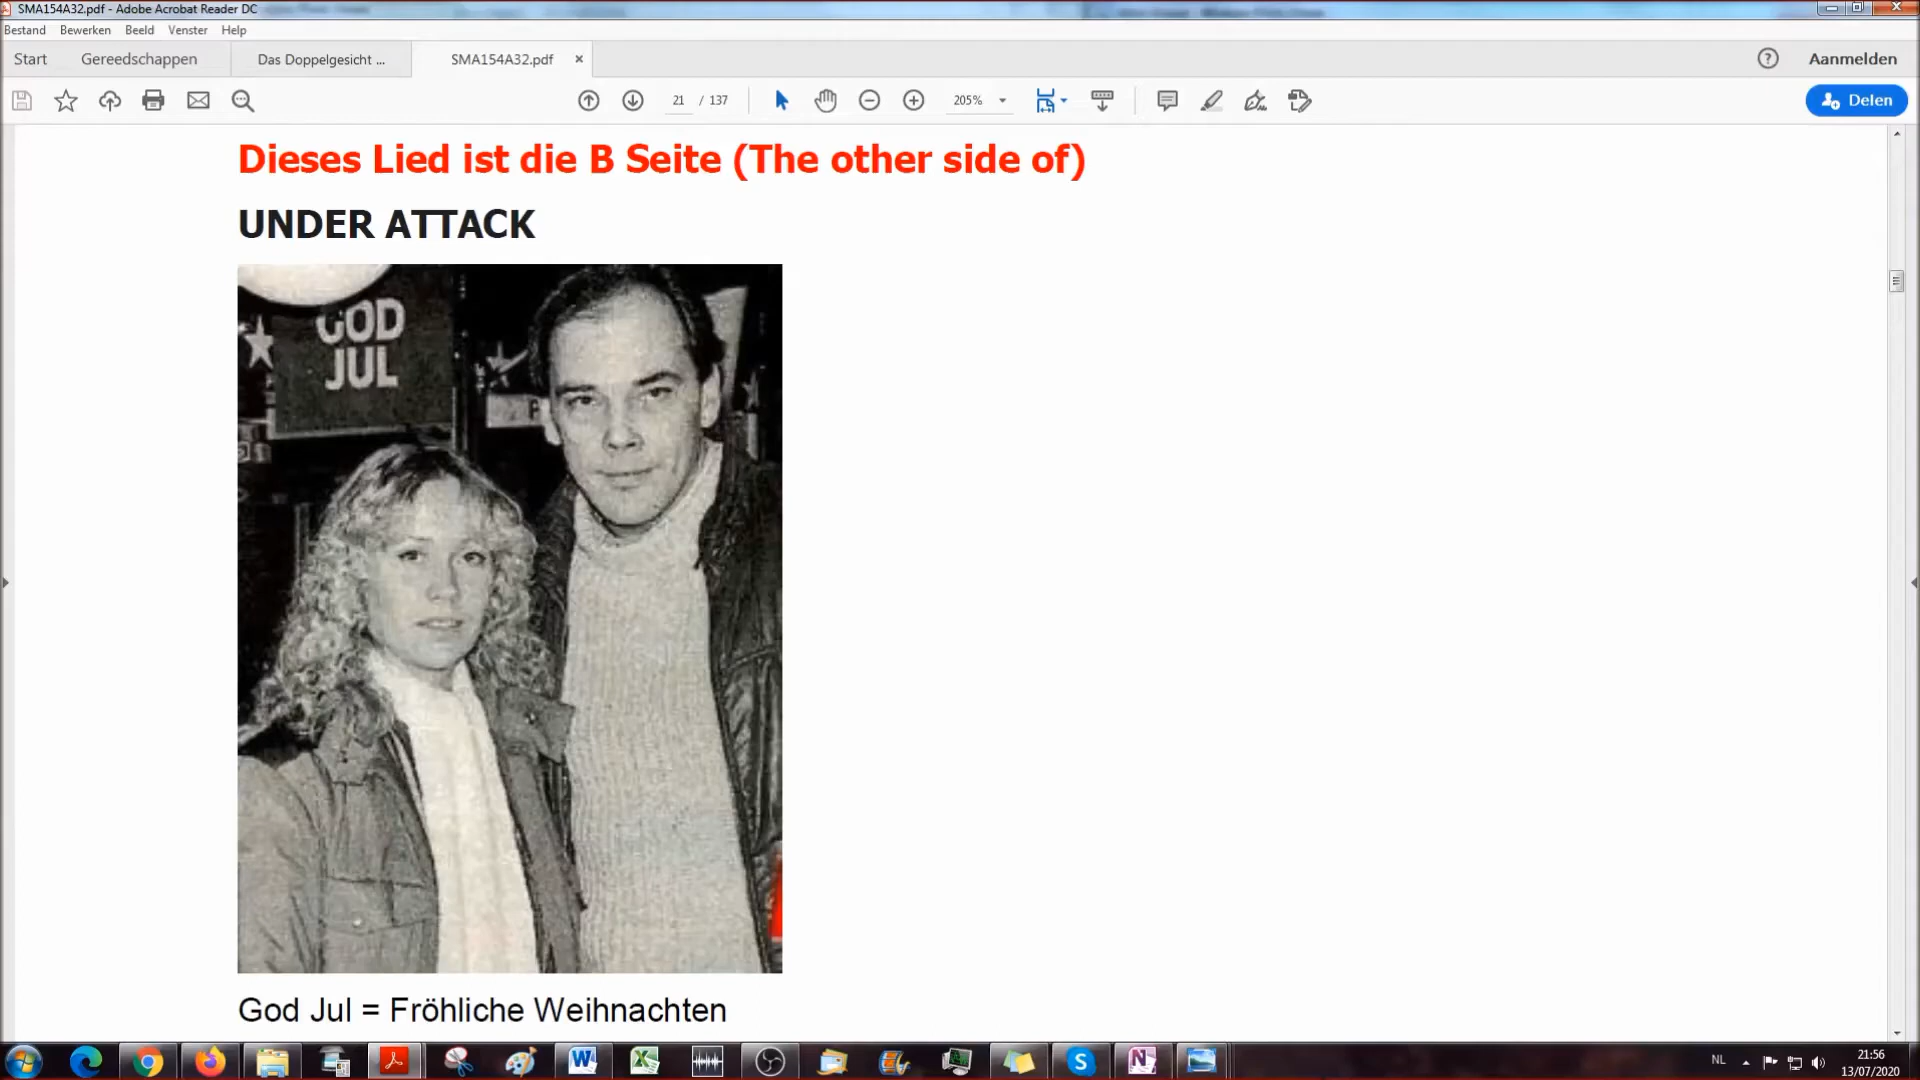 SMA154A32.pdf - Adobe Acrobat Reader DC
Bestand Bewerken Beeld Venster Help
Start Gereedschappen Das Doppelgesicht ... SMA154A32.pdf × ? Aanmelden
21 / 137 205% Delen
Dieses Lied ist die B Seite (The other side of)
UNDER ATTACK
GOD
JUL
God Jul = Fröhliche Weihnachten
NL 21:56
13/07/2020